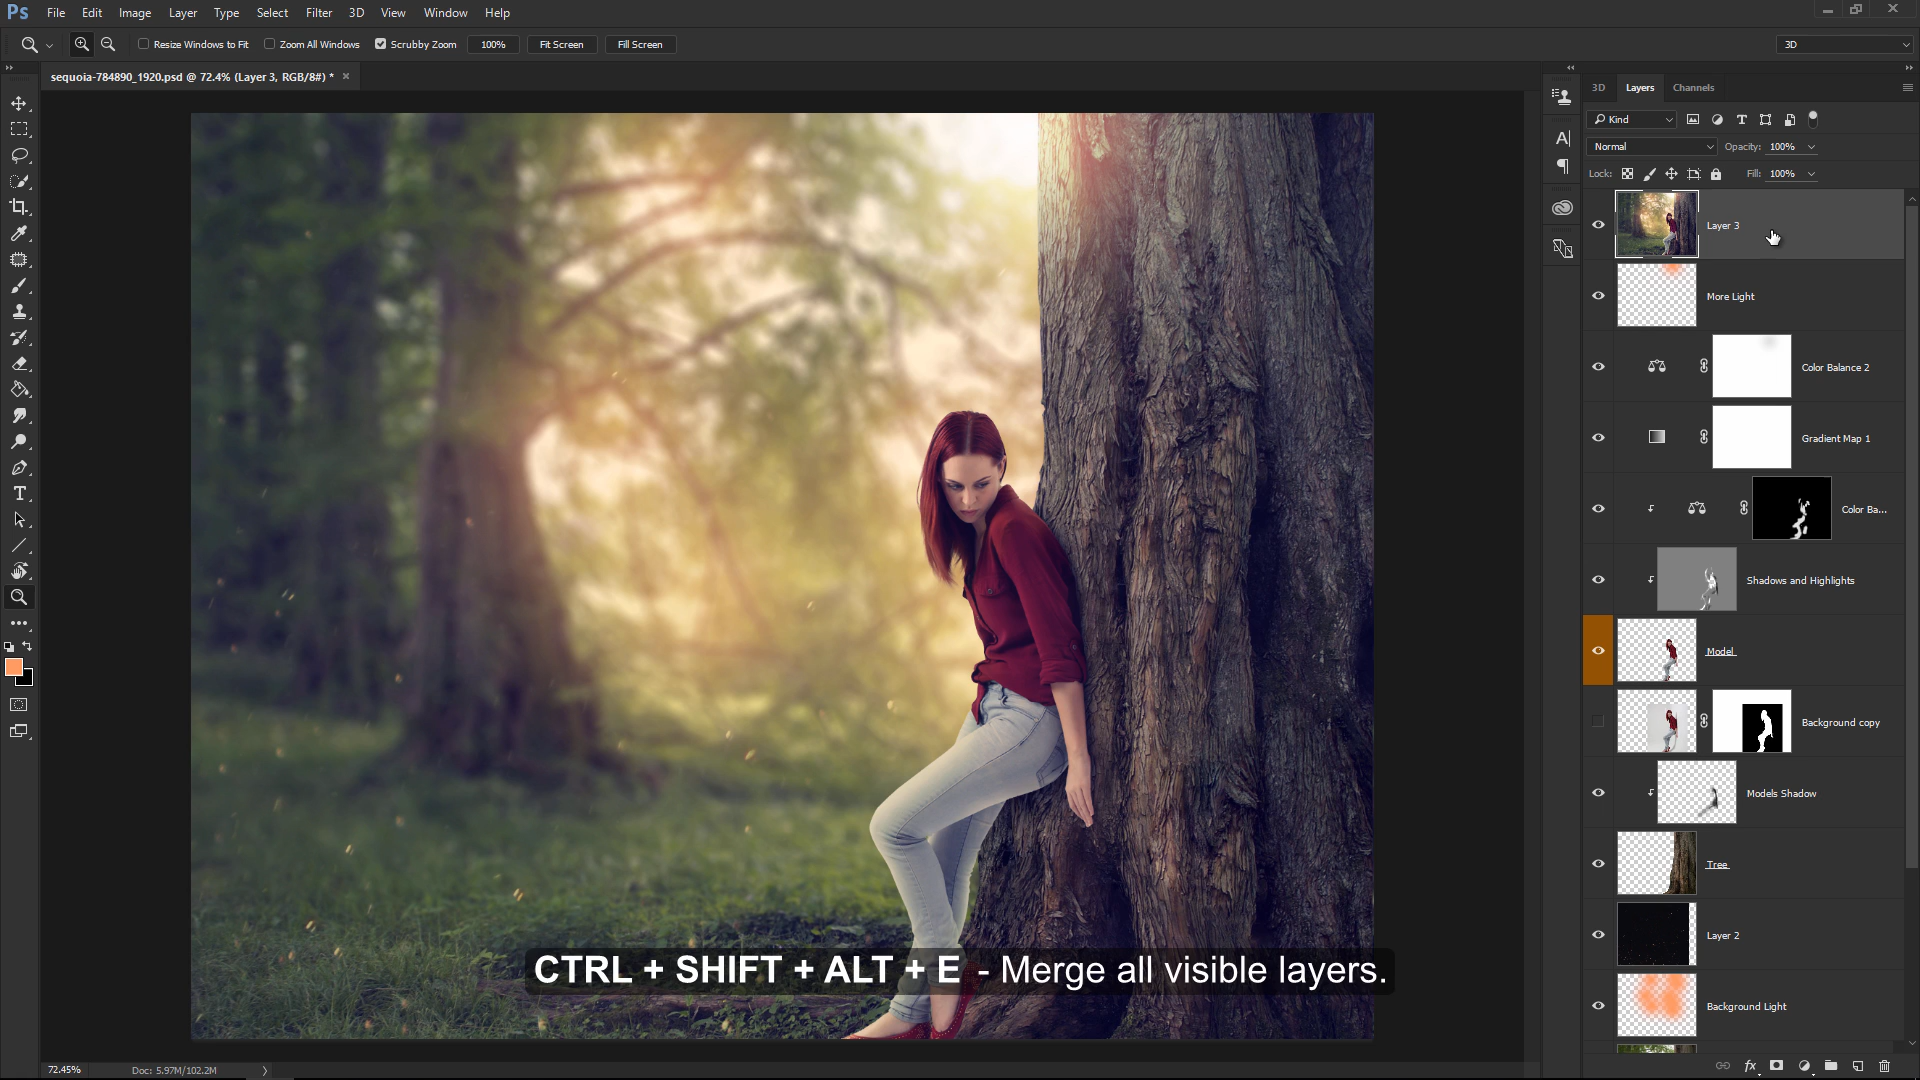 Ps File Edit Image Layer Type Select Filter 3D View Window Help
Resize Windows to Fit Zoom All Windows Scrubby Zoom 100% Fit Screen Fill Screen 3D
sequoia-784890_1920.psd @ 72.4% (Layer 3, RGB/8#) * ×
3D Layers Channels
Kind
Normal Opacity: 100%
Lock: Fill: 100%
Layer 3
More Light
Color Balance 2
Gradient Map 1
Color Ba...
Shadows and Highlights
Model
Background copy
Models Shadow
Tree
Layer 2
Background Light
CTRL + SHIFT + ALT + E - Merge all visible layers.
72.45% Doc: 5.97M/102.2M